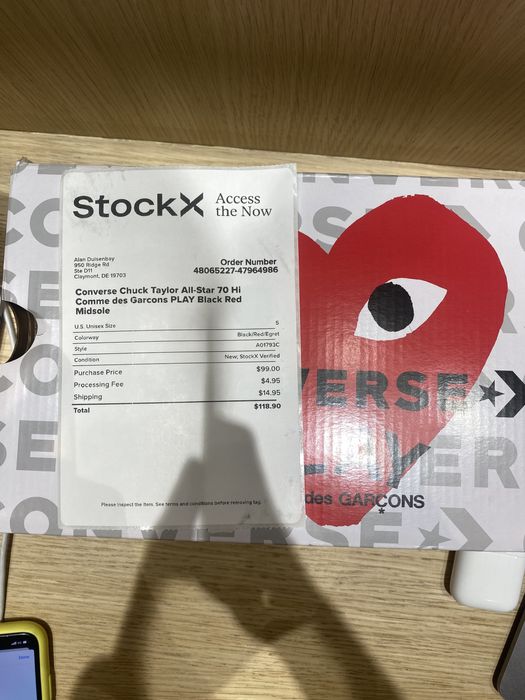 StockX Access
the Now
Alan Duisenbay
950 Ridge Rd
Ste D11
Claymont, DE 19703
Order Number
48065227-47964986
Converse Chuck Taylor All-Star 70 Hi
Comme des Garcons PLAY Black Red
Midsole
U.S. Unisex Size 5
Colorway Black/Red/Egret
Style A01793C
Condition New, StockX Verified
Purchase Price $99.00
Processing Fee $4.95
Shipping $14.95
Total $118.90
Please inspect the item. See terms and conditions before removing tag.
VERSE
PLAY
des GARÇONS